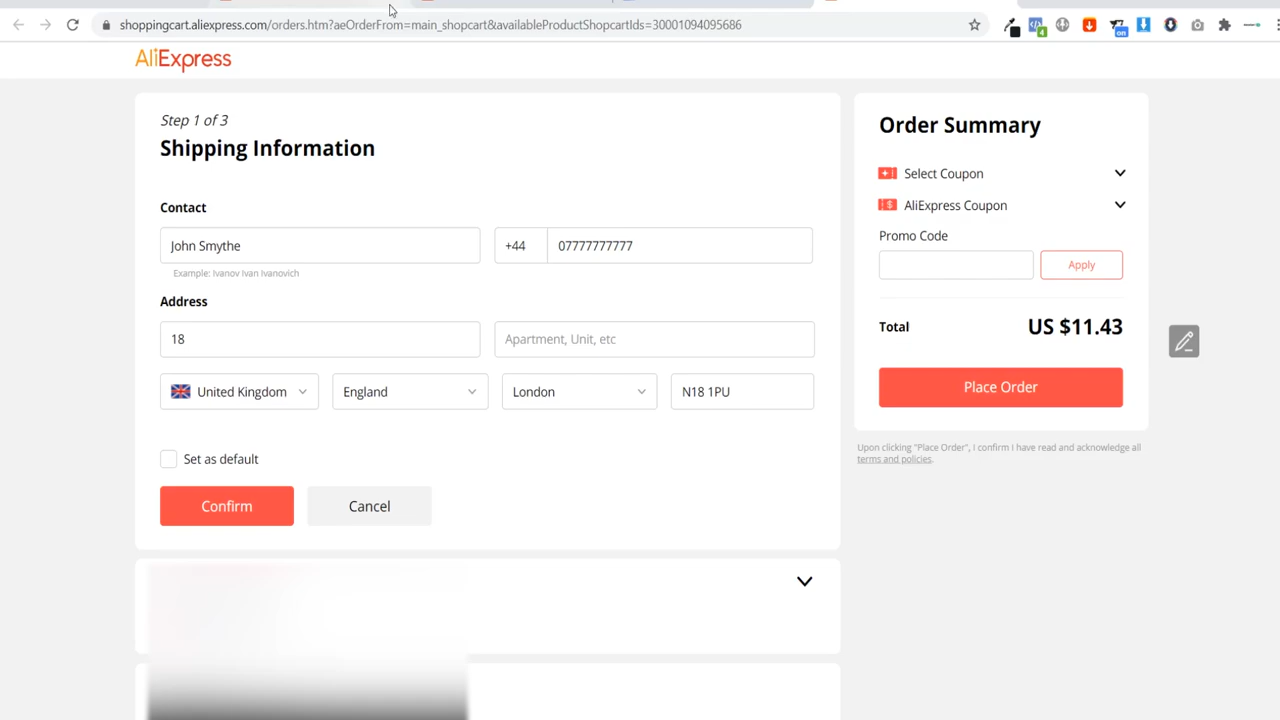 shoppingcart.aliexpress.com/orders.htm?aeOrderFrom=main_shopcart&availableProductShopcartIds=30001094095686
4
on
AliExpress
Step 1 of 3
Shipping Information
Contact
John Smythe
+44
07777777777
Example: Ivanov Ivan Ivanovich
Address
18
Apartment, Unit, etc
United Kingdom
England
London
N18 1PU
Set as default
Confirm
Cancel
Order Summary
Select Coupon
AliExpress Coupon
Promo Code
Apply
Total
US $11.43
Place Order
Upon clicking "Place Order", I confirm I have read and acknowledge all
terms and policies.